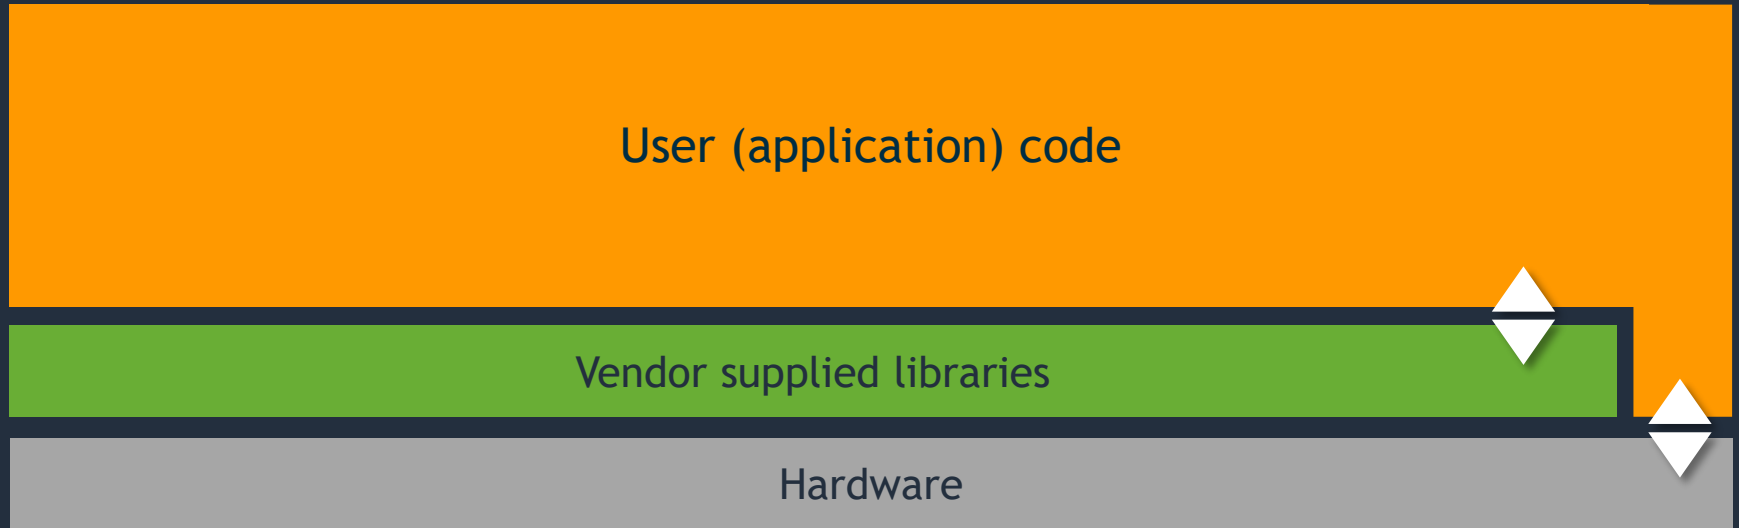 User (application) code
Vendor supplied libraries
Hardware